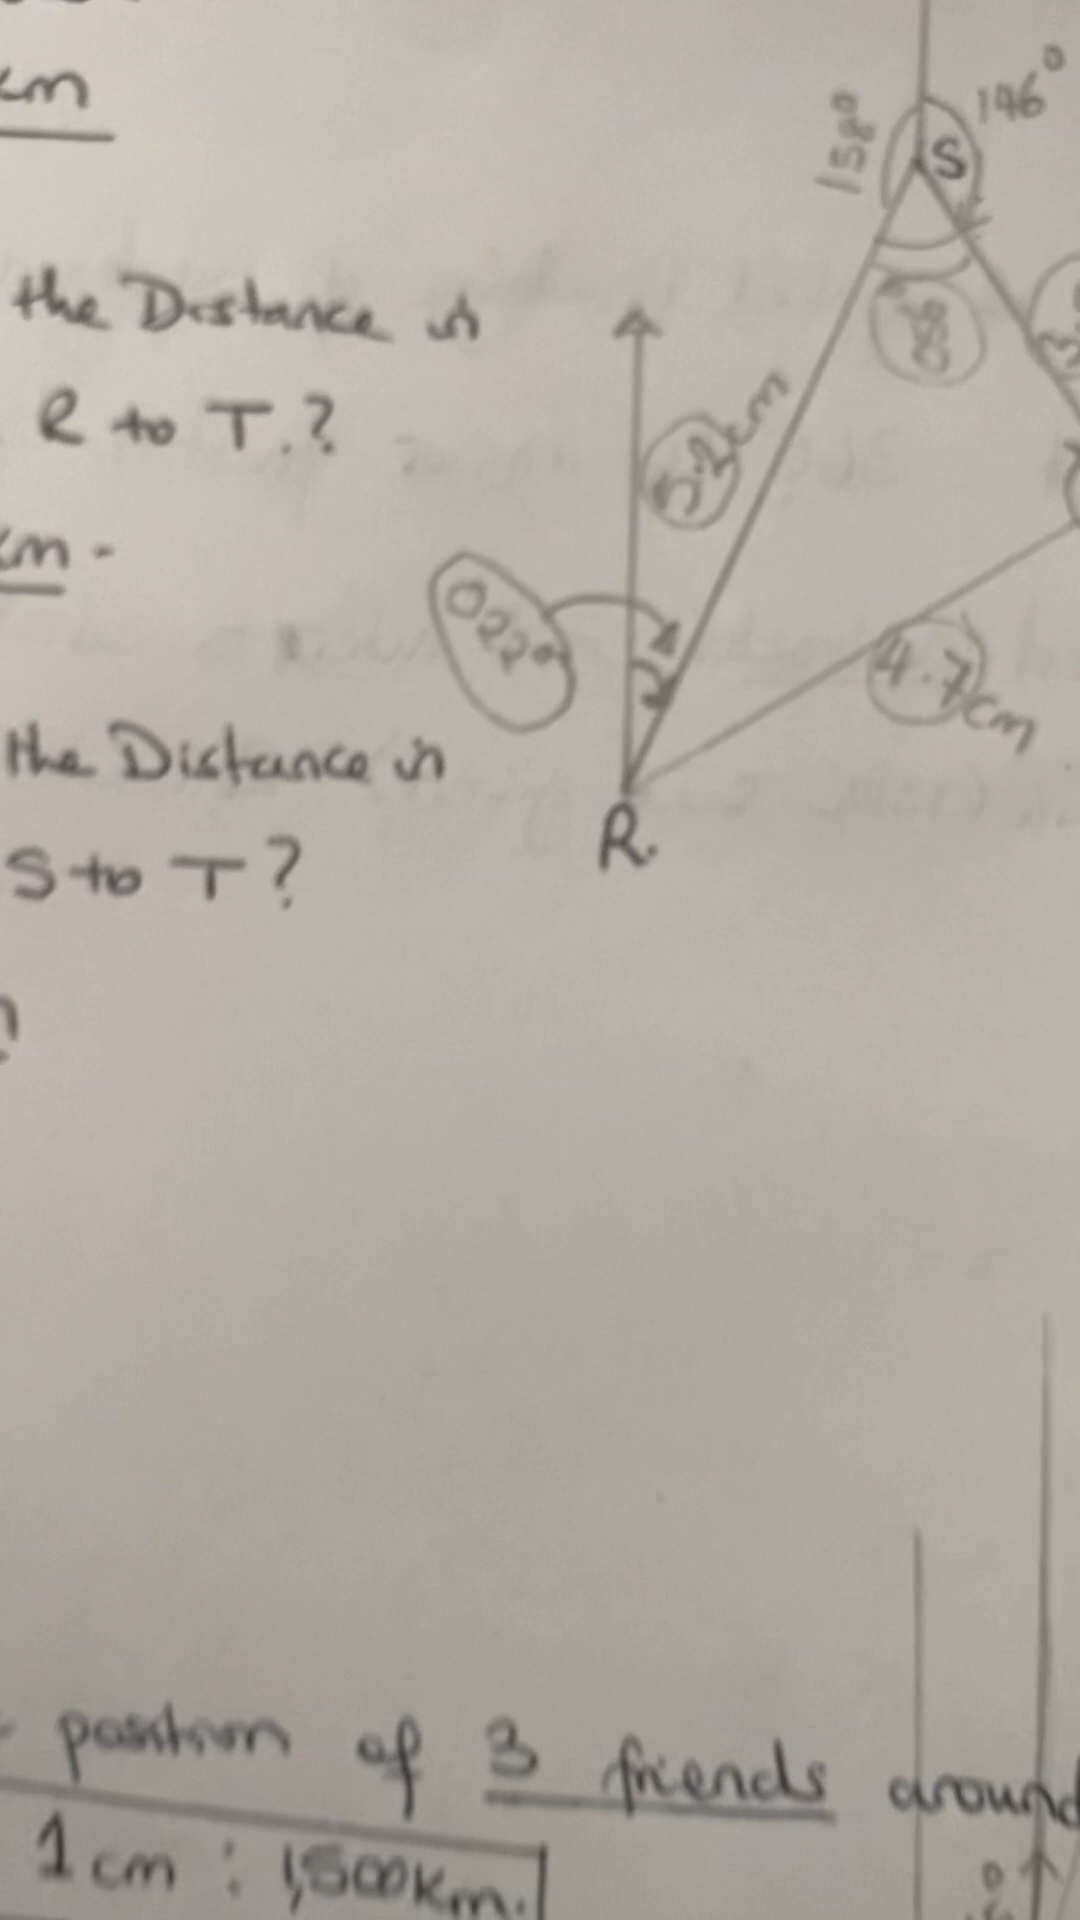 cm
146°
158°
S
the Distance in
056
R to T.?
5.2cm
cm.
022°
4.7cm
the Distance in
R.
S to T?
position of 3 friends around
1cm : 1,500km.